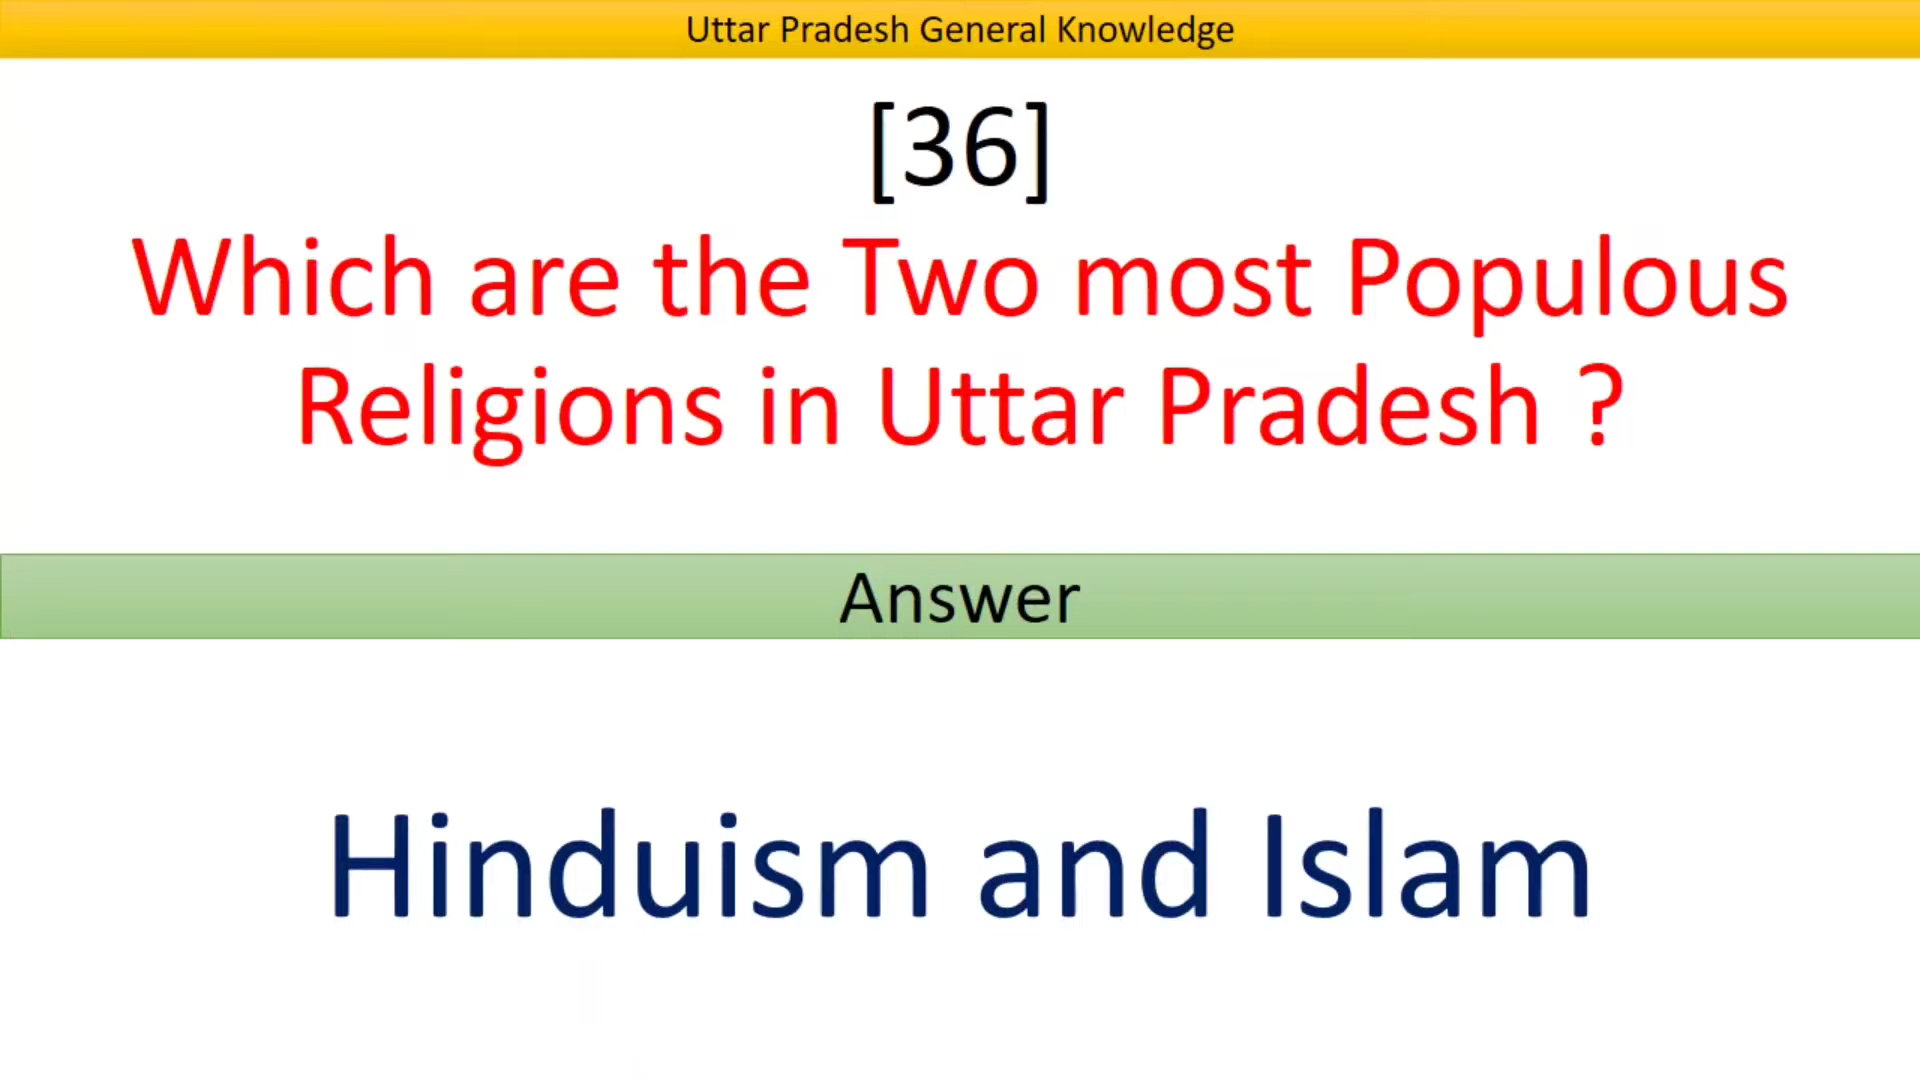 Uttar Pradesh General Knowledge
[36]
Which are the Two most Populous
Religions in Uttar Pradesh ?
Answer
Hinduism and Islam